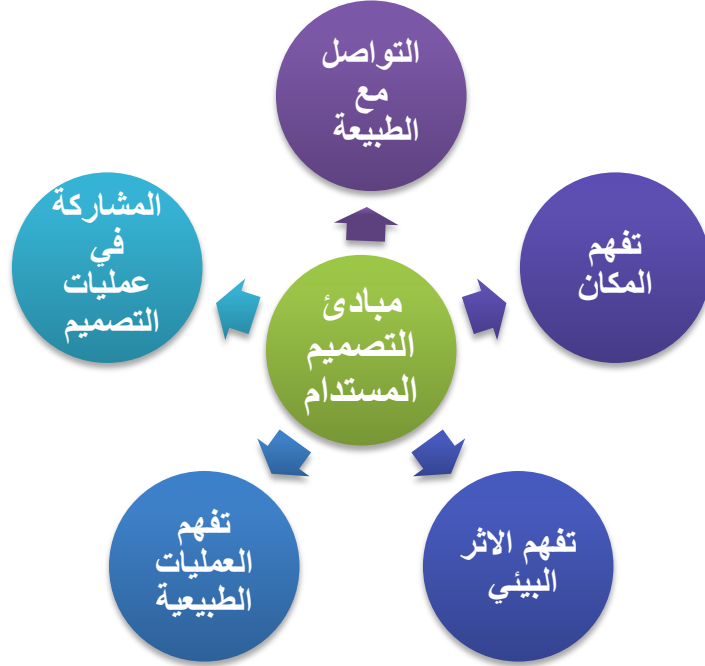 التواصل
مع
الطبيعة
تفهم
المكان
تفهم الاثر
البيئي
تفهم
العمليات
الطبيعية
المشاركة
في
عمليات
التصميم
مبادئ
التصميم
المستدام